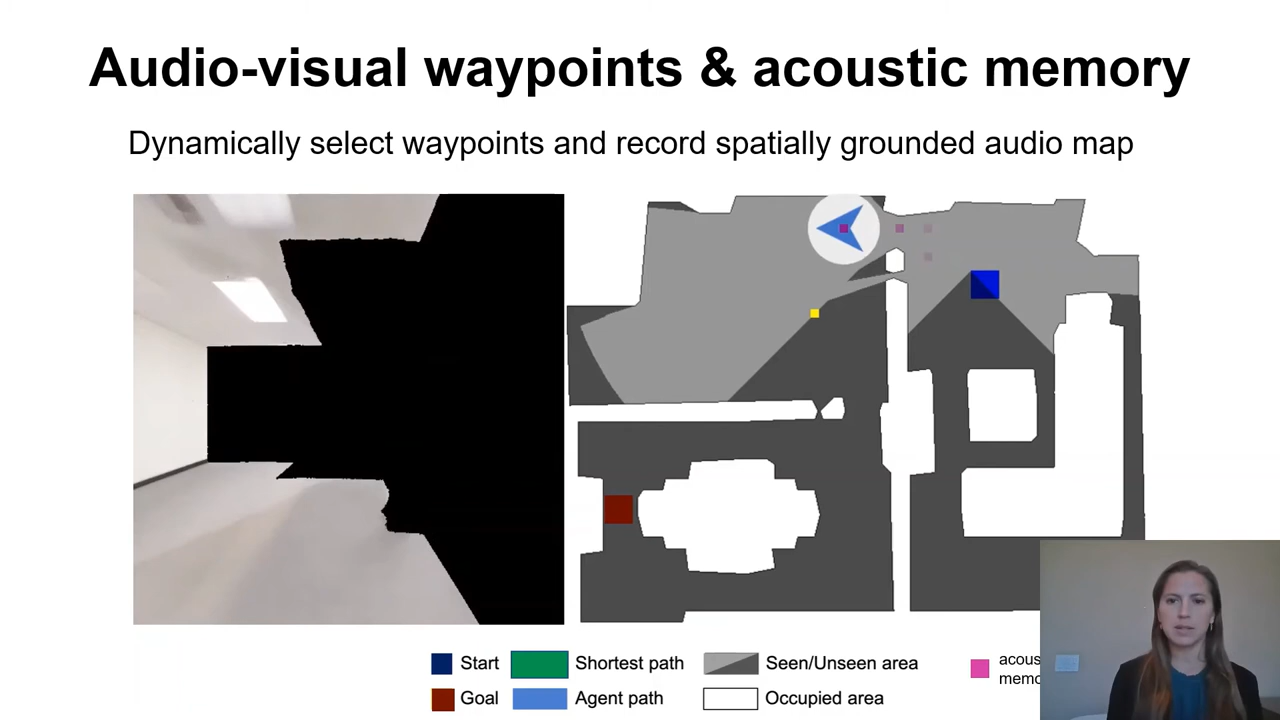 Audio-visual waypoints & acoustic memory
Dynamically select waypoints and record spatially grounded audio map
Start
Shortest path
Seen/Unseen area
Goal
Agent path
Occupied area